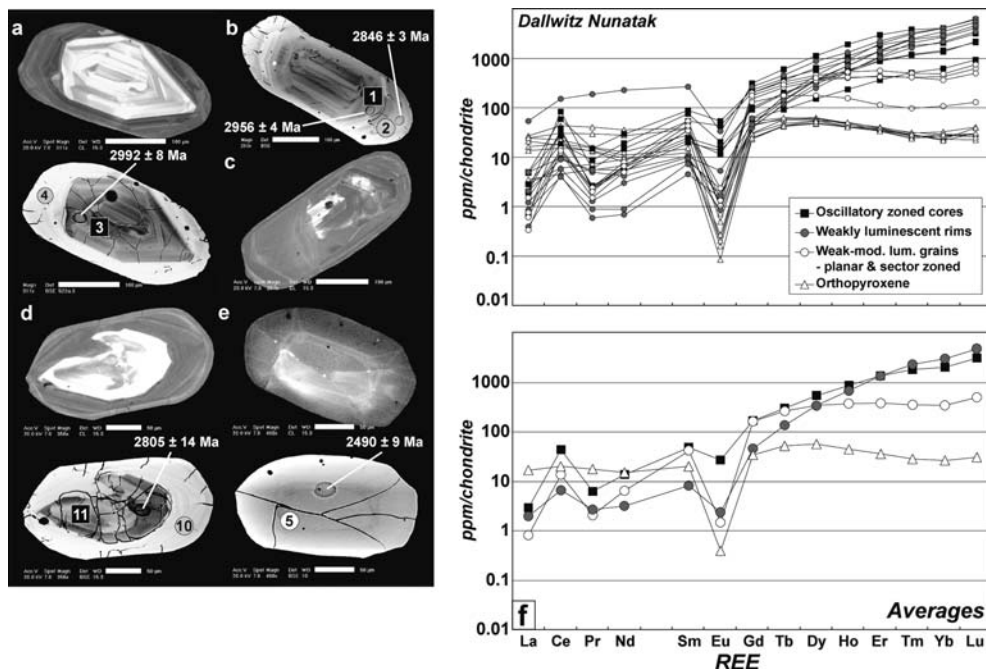 a
b
2846 ± 3 Ma
1
2
2956 ± 4 Ma
2992 ± 8 Ma
c
4
3
d
e
2805 ± 14 Ma
2490 ± 9 Ma
11
10
5
Dallwitz Nunatak
ppm/chondrite
1000
100
10
1
0.1
0.01
Oscillatory zoned cores
Weakly luminescent rims
Weak-mod. lum. grains
- planar & sector zoned
Orthopyroxene
ppm/chondrite
1000
100
10
1
0.1
0.01
f
Averages
La Ce Pr Nd Sm Eu Gd Tb Dy Ho Er Tm Yb Lu
REE